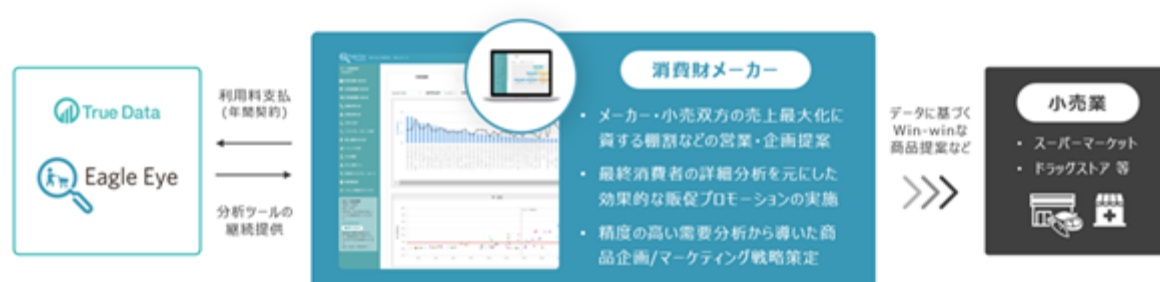 True Data
Eagle Eye
利用料支払
(年間契約)
分析ツールの
継続提供
消費財メーカー
• メーカー・小売双方の売上最大化に
資する棚割などの営業・企画提案
• 最終消費者の詳細分析を元にした
効果的な販促プロモーションの実施
• 精度の高い需要分析から導いた商
品企画/マーケティング戦略策定
データに基づく
Win-winな
商品提案など
小売業
• スーパーマーケット
• ドラッグストア 等